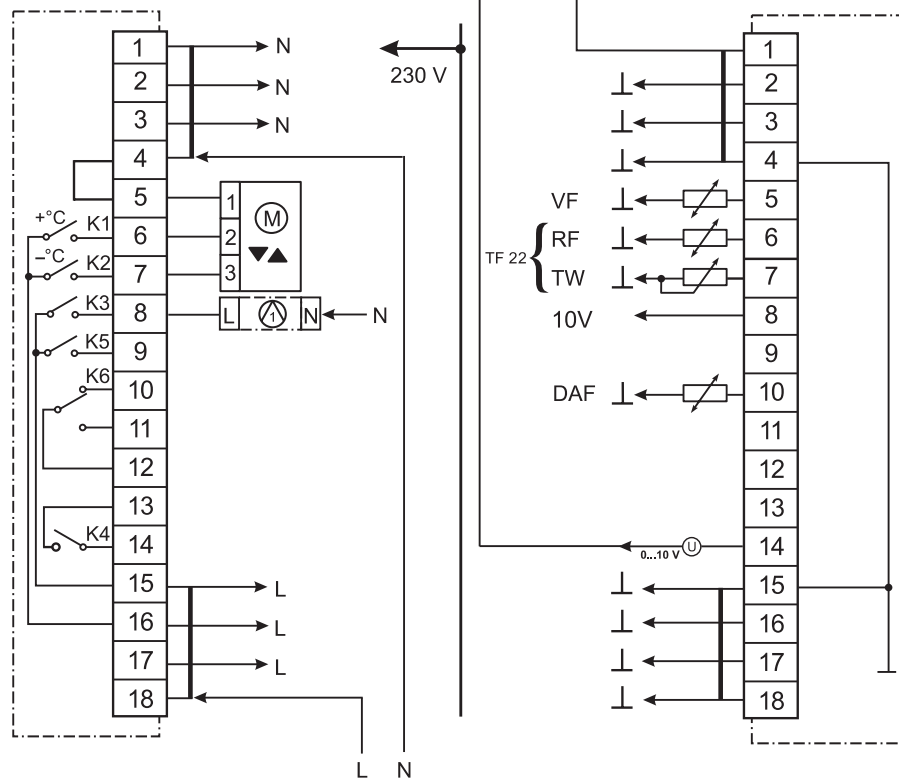 1 N
2 N
3 N
4
5 1
+°C K1 6 2 M
−°C K2 7 3
K3 8 L 1 N N
K5 9
K6 10
11
12
13
K4 14
15 L
16 L
17 L
18
L N
230 V
1
2
3
4
VF 5
RF 6
TF 22
TW 7
10V 8
9
DAF 10
11
12
13
0...10 V U 14
15
16
17
18